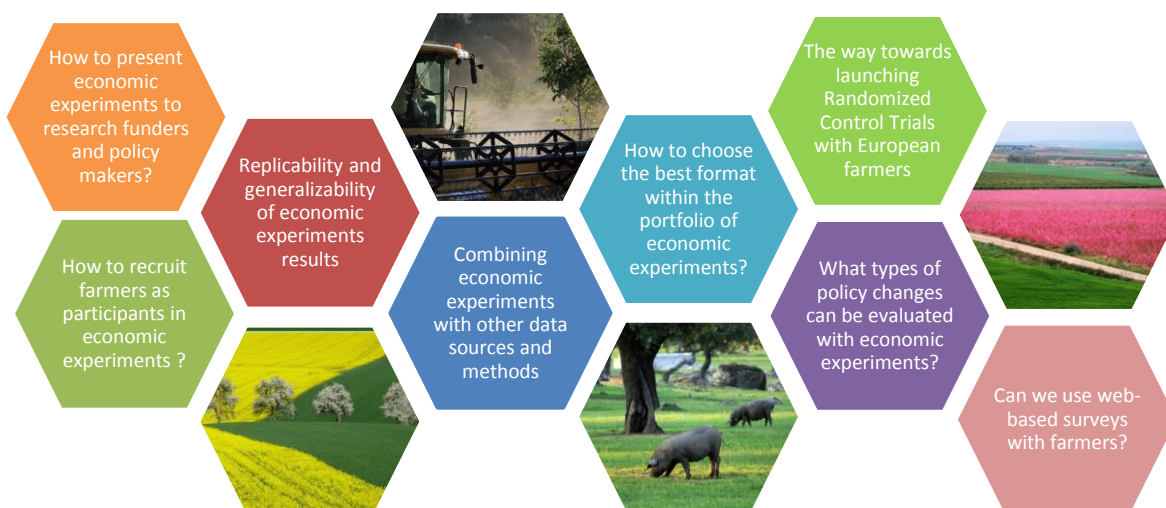 How to present
economic
experiments to
research funders
and policy
makers?
How to recruit
farmers as
participants in
economic
experiments ?
Replicability and
generalizability
of economic
experiments
results
Combining
economic
experiments
with other data
sources and
methods
How to choose
the best format
within the
portfolio of
economic
experiments?
The way towards
launching
Randomized
Control Trials
with European
farmers
What types of
policy changes
can be evaluated
with economic
experiments?
Can we use web-
based surveys
with farmers?